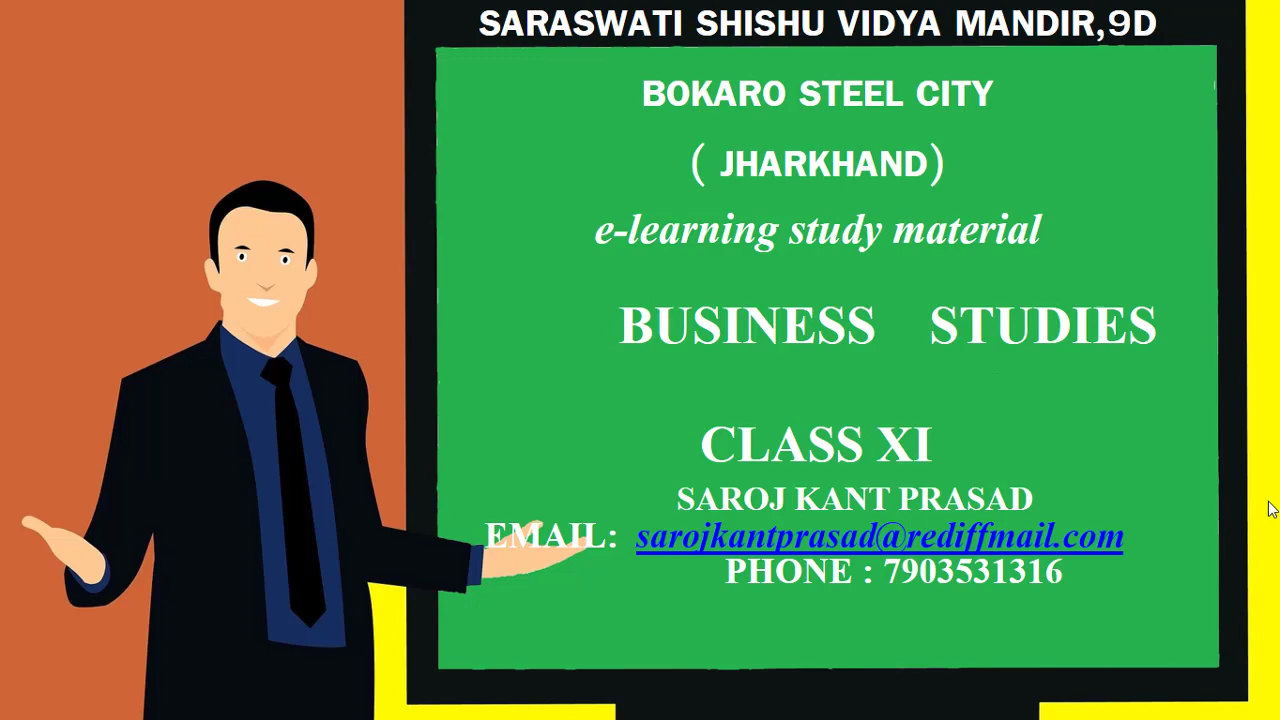 SARASWATI SHISHU VIDYA MANDIR,9D
BOKARO STEEL CITY
( JHARKHAND)
e-learning study material
BUSINESS STUDIES
CLASS XI
SAROJ KANT PRASAD
EMAIL: sarojkantprasad@rediffmail.com
PHONE : 7903531316